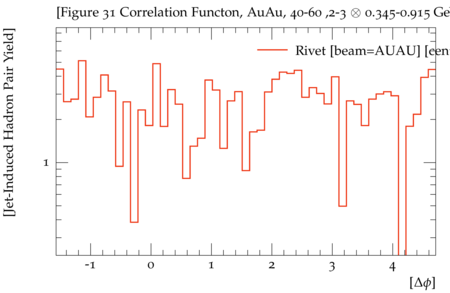 [Figure 31 Correlation Functon, AuAu, 40-60 ,2-3 ⊗ 0.345-0.915 Ge
Rivet [beam=AUAU] [cen
[Jet-Induced Hadron Pair Yield]
1
-1 0 1 2 3 4
[Δϕ]